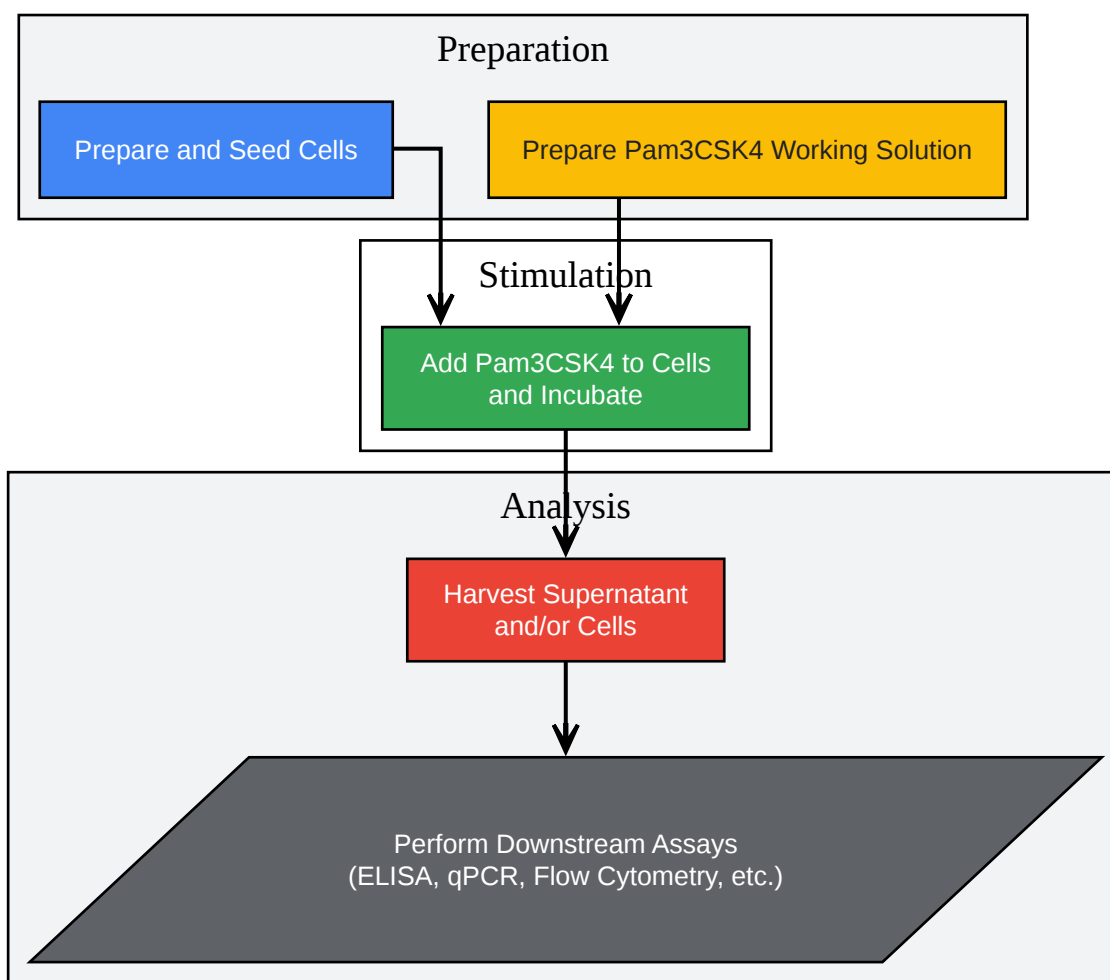 Preparation
Prepare and Seed Cells
Prepare Pam3CSK4 Working Solution
Stimulation
Add Pam3CSK4 to Cells
and Incubate
Analysis
Harvest Supernatant
and/or Cells
Perform Downstream Assays
(ELISA, qPCR, Flow Cytometry, etc.)